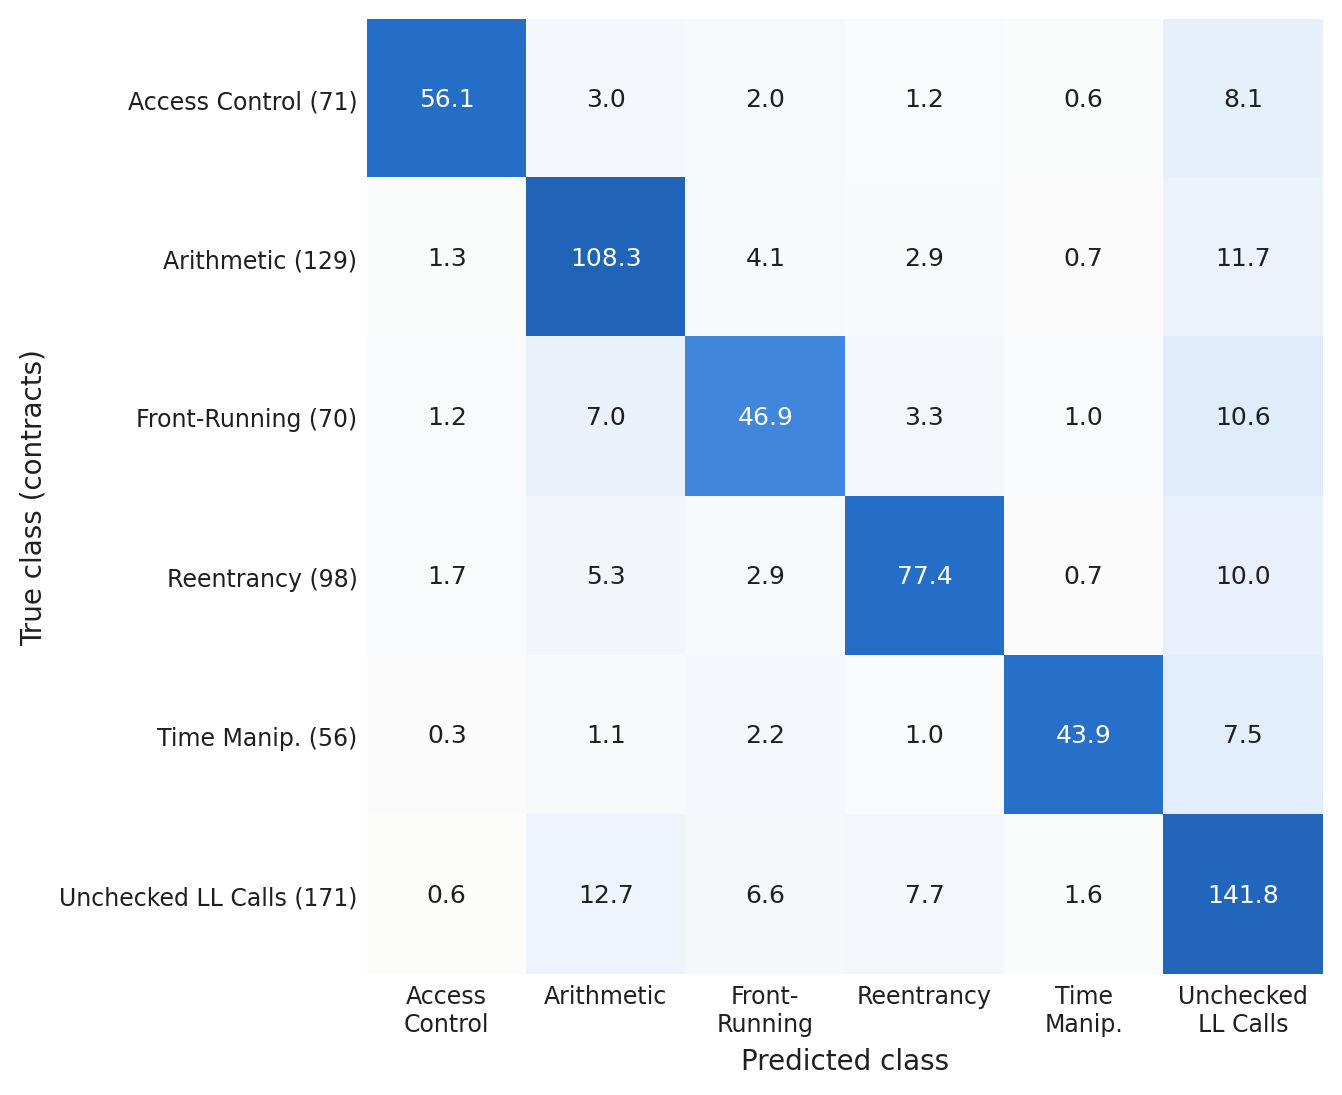 Access Control (71) 56.1 3.0 2.0 1.2 0.6 8.1
Arithmetic (129) 1.3 108.3 4.1 2.9 0.7 11.7
Front-Running (70) 1.2 7.0 46.9 3.3 1.0 10.6
Reentrancy (98) 1.7 5.3 2.9 77.4 0.7 10.0
Time Manip. (56) 0.3 1.1 2.2 1.0 43.9 7.5
Unchecked LL Calls (171) 0.6 12.7 6.6 7.7 1.6 141.8
True class (contracts)
Access Arithmetic Front- Reentrancy Time Unchecked
Control Running Manip. LL Calls
Predicted class